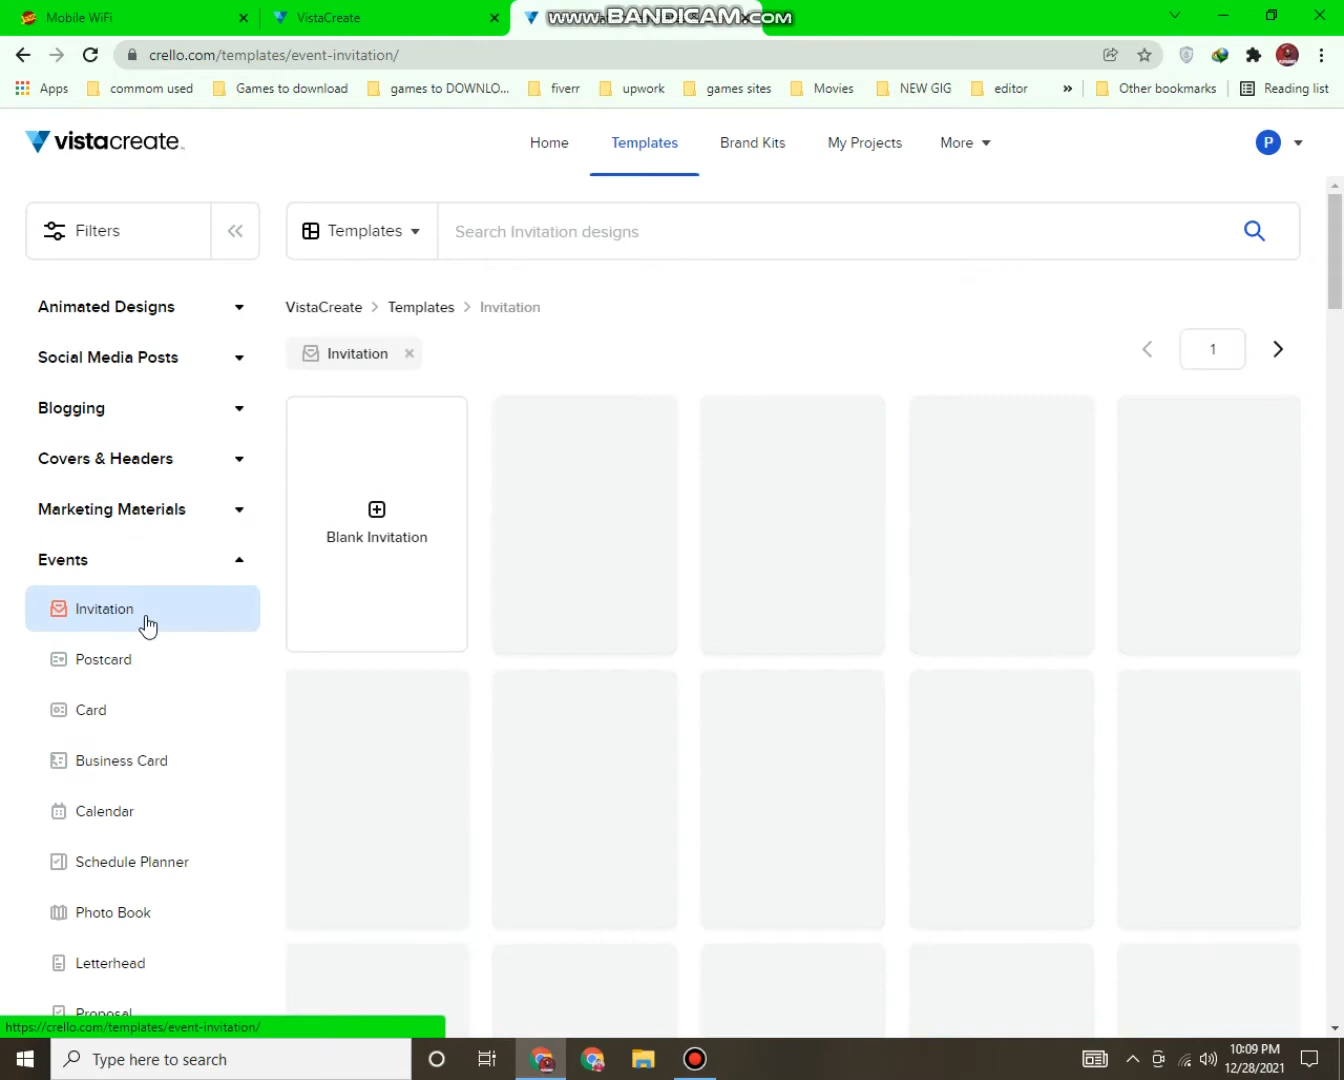 Mobile WiFi
VistaCreate
www.BANDICAM.com
crello.com/templates/event-invitation/
Apps
commom used
Games to download
games to DOWNLO...
fiverr
upwork
games sites
Movies
NEW GIG
editor
»
Other bookmarks
Reading list
vistacreate
Home
Templates
Brand Kits
My Projects
More
P
Filters
Templates
Search Invitation designs
Animated Designs
VistaCreate > Templates > Invitation
Social Media Posts
Invitation
1
Blogging
Covers & Headers
Marketing Materials
Blank Invitation
Events
Invitation
Postcard
Card
Business Card
Calendar
Schedule Planner
Photo Book
Letterhead
Proposal
https://crello.com/templates/event-invitation/
Type here to search
10:09 PM
12/28/2021